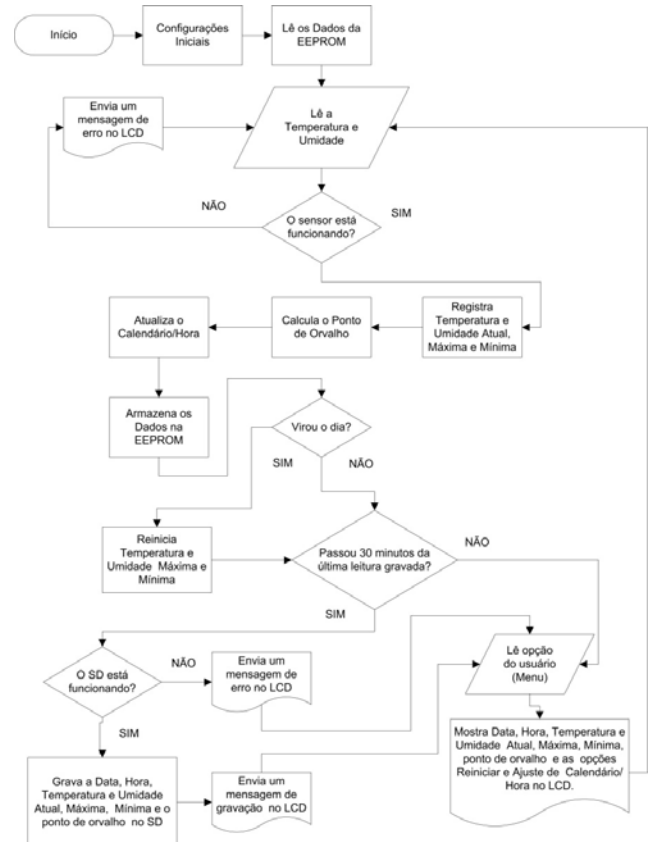 Início
Configurações
Iniciais
Lê os Dados da
EEPROM
Envia um
mensagem de
erro no LCD
Lê a
Temperatura e
Umidade
NÃO
O sensor está
funcionando?
SIM
Atualiza o
Calendário/Hora
Calcula o Ponto
de Orvalho
Registra
Temperatura e
Umidade Atual,
Máxima e Mínima
Armazena os
Dados na
EEPROM
Virou o dia?
SIM
NÃO
Reinicia
Temperatura e
Umidade Máxima e
Mínima
Passou 30 minutos da
última leitura gravada?
NÃO
SIM
O SD está
funcionando?
NÃO
Envia um
mensagem de
erro no LCD
Lê opção
do usuário
(Menu)
SIM
Grava a Data, Hora,
Temperatura e Umidade
Atual, Máxima, Mínima e o
ponto de orvalho no SD
Envia um
mensagem de
gravação no LCD
Mostra Data, Hora, Temperatura e
Umidade Atual, Máxima, Mínima,
ponto de orvalho e as opções
Reiniciar e Ajuste de Calendário/
Hora no LCD.